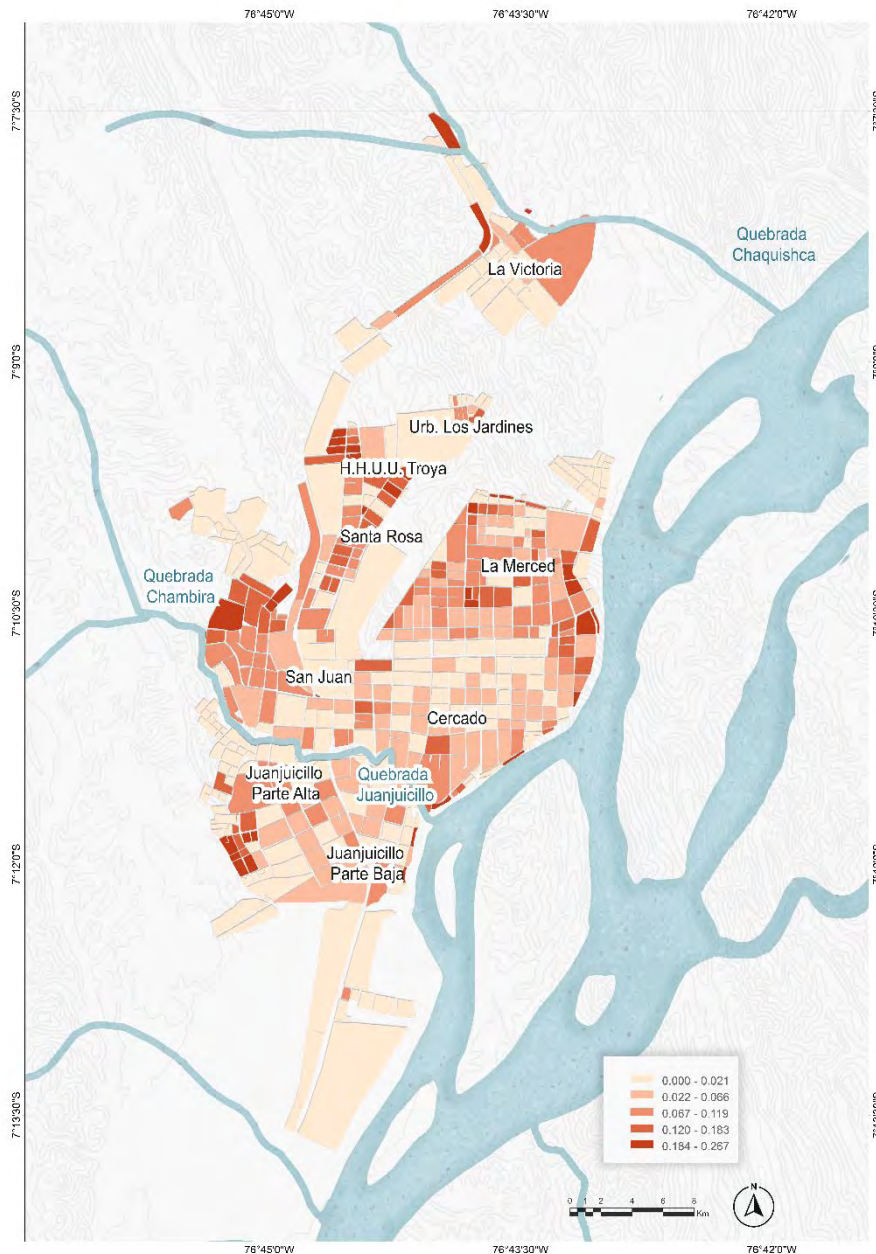 76°45'0"W 76°43'30"W 76°42'0"W
7°7'30"S
Quebrada
Chaquishca
La Victoria
7°9'0"S
Urb. Los Jardines
H.H.U.U. Troya
Santa Rosa
La Merced
Quebrada
Chambira
7°10'30"S
San Juan
Cercado
Juanjuicillo
Parte Alta
Quebrada
Juanjuicillo
Juanjuicillo
Parte Baja
7°12'0"S
0.000 - 0.021
0.022 - 0.066
0.067 - 0.119
0.120 - 0.183
0.184 - 0.267
7°13'30"S
0 1 2 4 6 8
Km
N
76°45'0"W 76°43'30"W 76°42'0"W